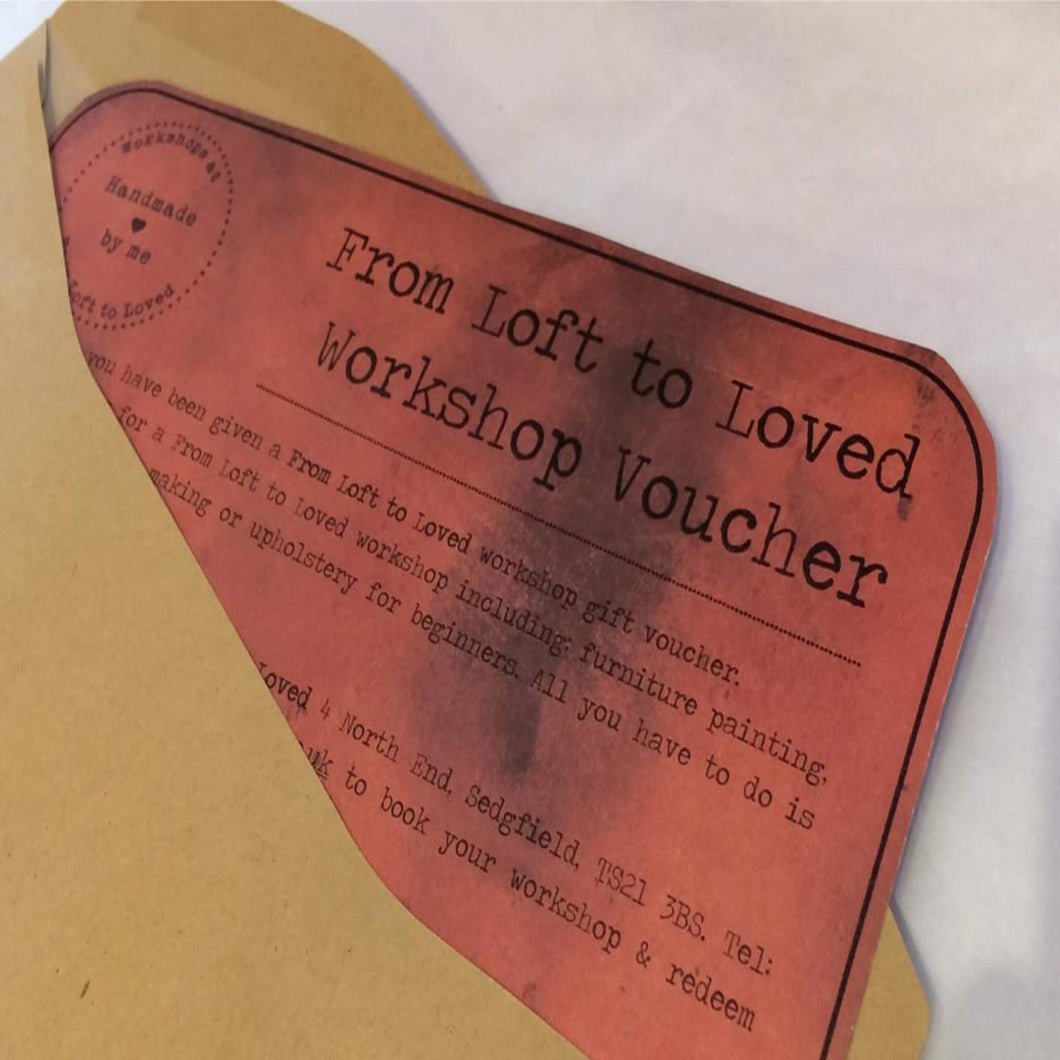 workshops at
Handmade
by me
Loft to Loved
From Loft to Loved
Workshop Voucher
you have been given a From Loft to Loved workshop gift voucher.
for a From Loft to Loved workshop including: furniture painting,
making or upholstery for beginners. All you have to do is
Loved 4 North End, Sedgfield, TS21 3BS. Tel:
.uk to book your workshop & redeem